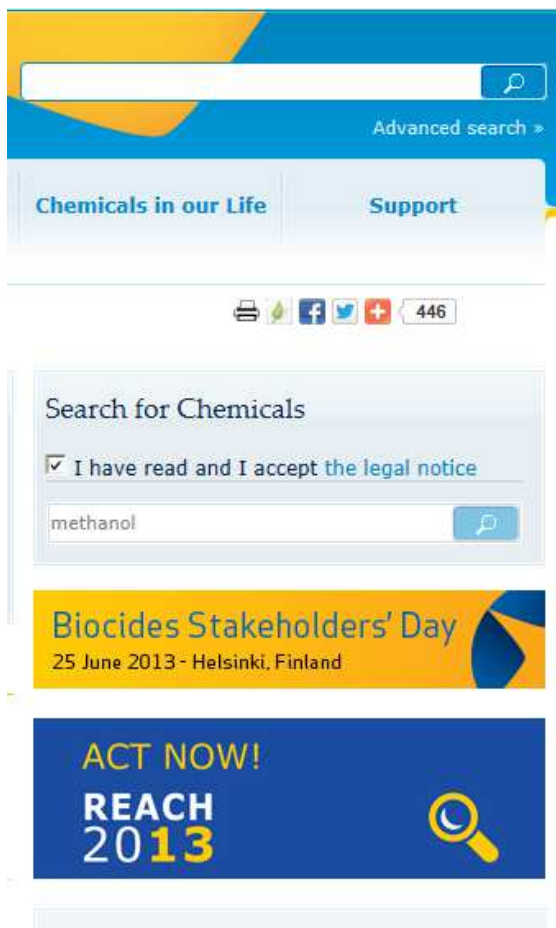 Advanced search »
Chemicals in our Life
Support
446
Search for Chemicals
I have read and I accept the legal notice
methanol
Biocides Stakeholders' Day
25 June 2013 - Helsinki, Finland
ACT NOW!
REACH
2013